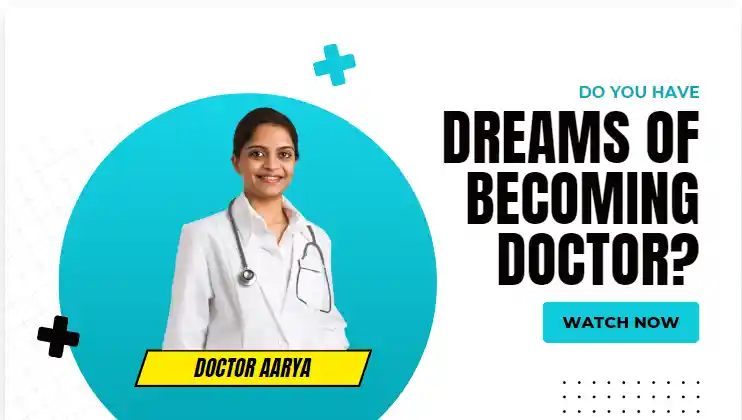 DO YOU HAVE
DREAMS OF
BECOMING
DOCTOR?
WATCH NOW
DOCTOR AARYA